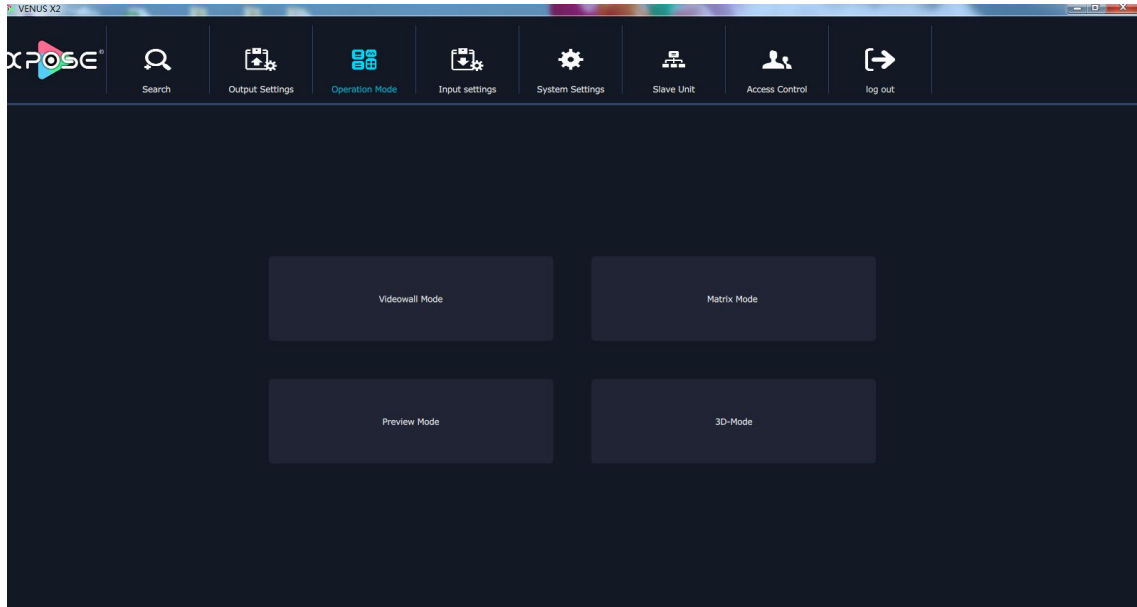 VENUS X2
XPOSE®
Search
Output Settings
Operation Mode
Input settings
System Settings
Slave Unit
Access Control
log out
Videowall Mode
Matrix Mode
Preview Mode
3D-Mode